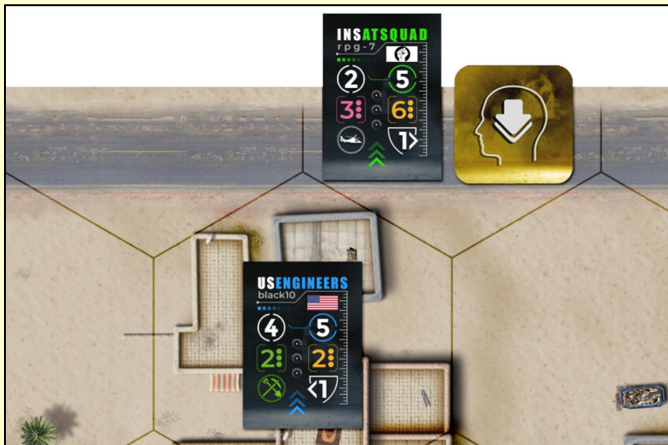 INSATSQUAD
rpg-7
2 5
3 6
1>
USENGINEERS
black10
4 5
2 2
<1